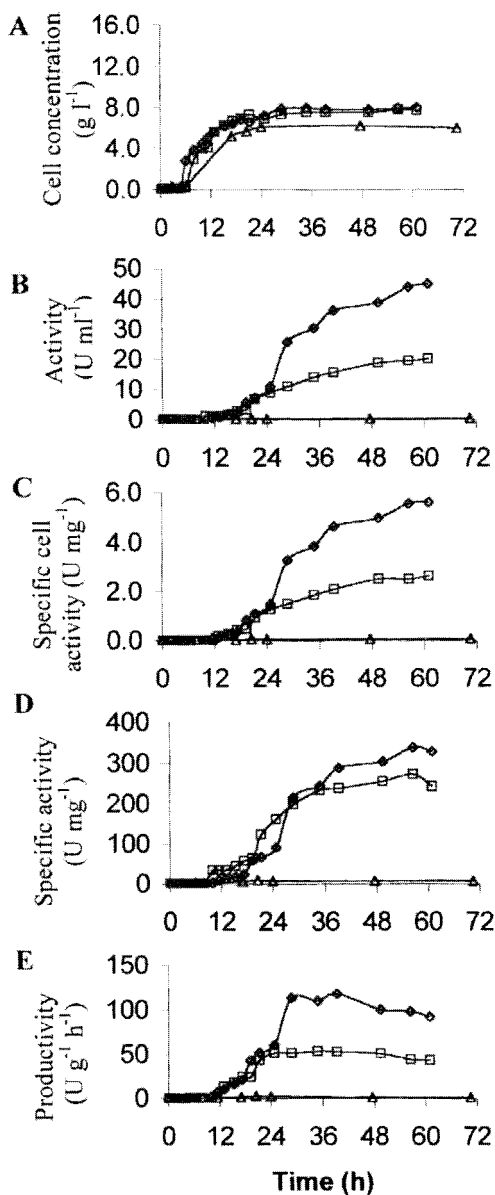 A
Cell concentration
(g l⁻¹)
16.0
12.0
8.0
4.0
0.0
0 12 24 36 48 60 72
B
Activity
(U ml⁻¹)
50
40
30
20
10
0
0 12 24 36 48 60 72
C
Specific cell
activity (U mg⁻¹)
6.0
4.0
2.0
0.0
0 12 24 36 48 60 72
D
Specific activity
(U mg⁻¹)
400
300
200
100
0
0 12 24 36 48 60 72
E
Productivity
(U g⁻¹ h⁻¹)
150
100
50
0
0 12 24 36 48 60 72
Time (h)